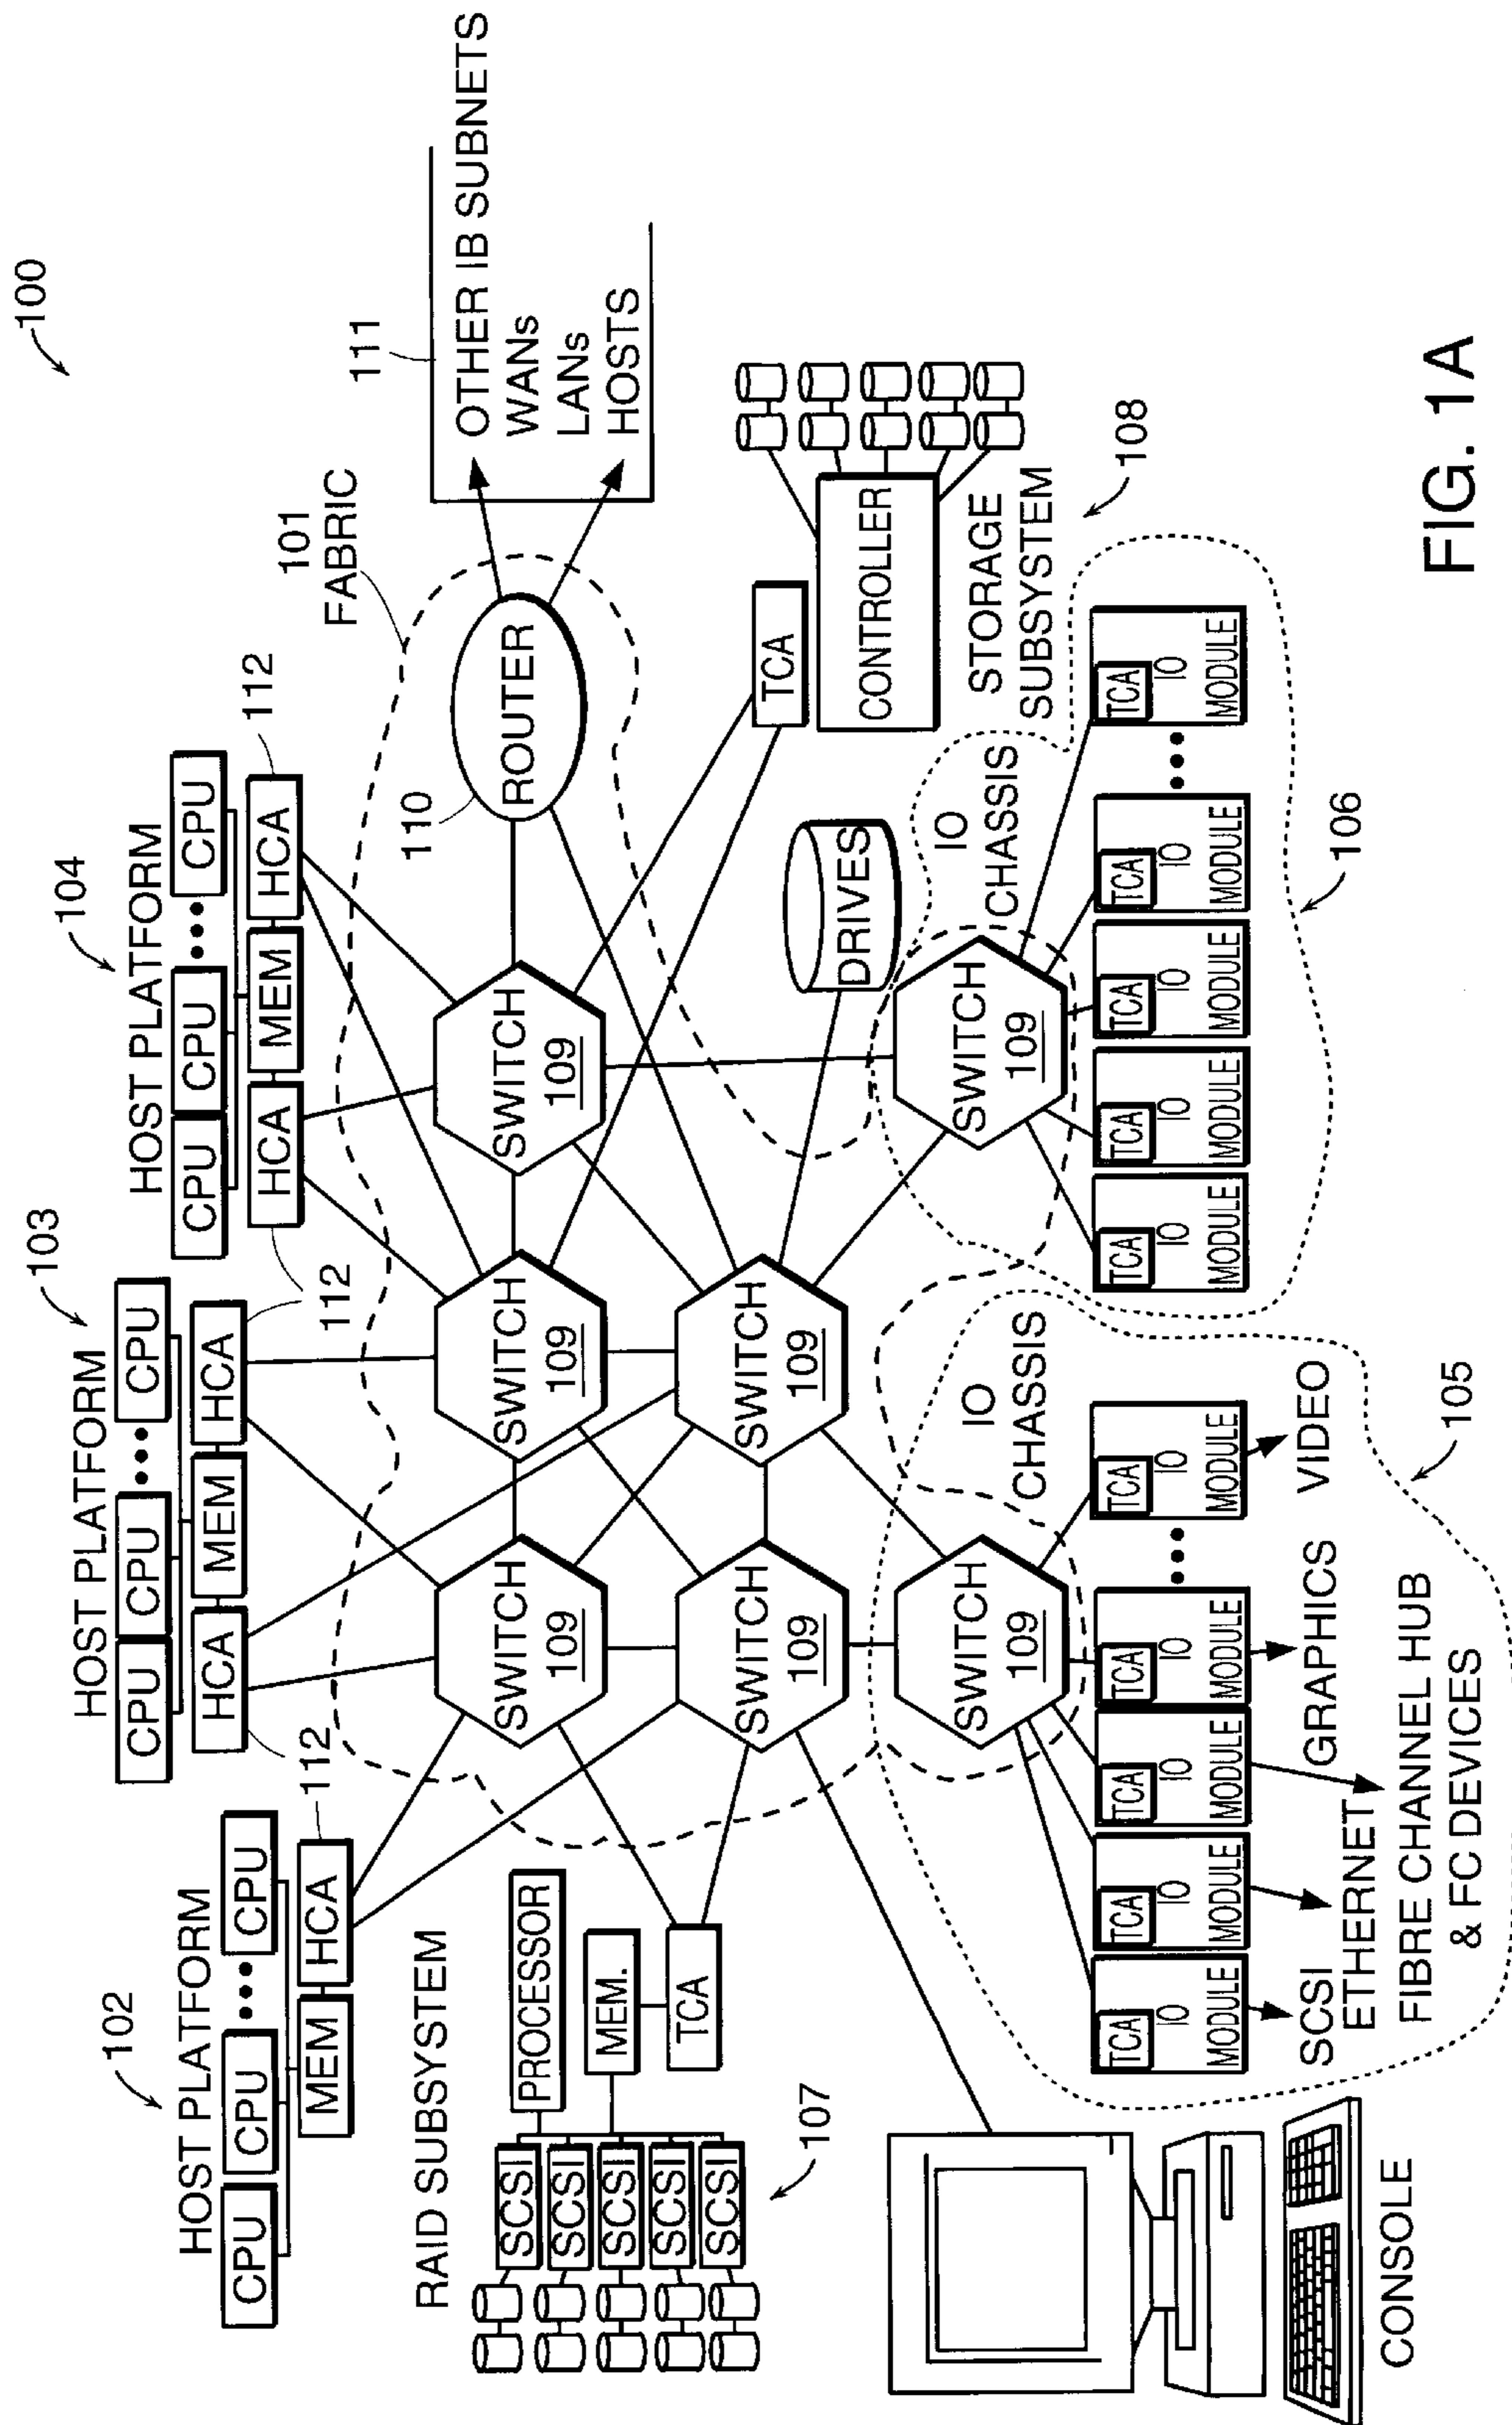 100
102
HOST PLATFORM
CPU
CPU
CPU
MEM
HCA
112
103
HOST PLATFORM
CPU
CPU
CPU
HCA
MEM
HCA
112
104
HOST PLATFORM
CPU
CPU
CPU
HCA
MEM
HCA
112
101
FABRIC
111
OTHER IB SUBNETS
WANs
LANs
HOSTS
RAID SUBSYSTEM
PROCESSOR
SCSI
SCSI
SCSI
SCSI
SCSI
MEM.
TCA
107
SWITCH
109
SWITCH
109
SWITCH
109
110
ROUTER
SWITCH
109
SWITCH
109
DRIVES
TCA
CONTROLLER
STORAGE
SUBSYSTEM
108
SWITCH
109
IO
CHASSIS
SWITCH
109
IO
CHASSIS
TCA
IO
MODULE
TCA
IO
MODULE
TCA
IO
MODULE
TCA
IO
MODULE
TCA
IO
MODULE
SCSI
ETHERNET
FIBRE CHANNEL HUB
& FC DEVICES
GRAPHICS
VIDEO
105
TCA
IO
MODULE
TCA
IO
MODULE
TCA
IO
MODULE
TCA
IO
MODULE
TCA
IO
MODULE
106
CONSOLE
FIG. 1A